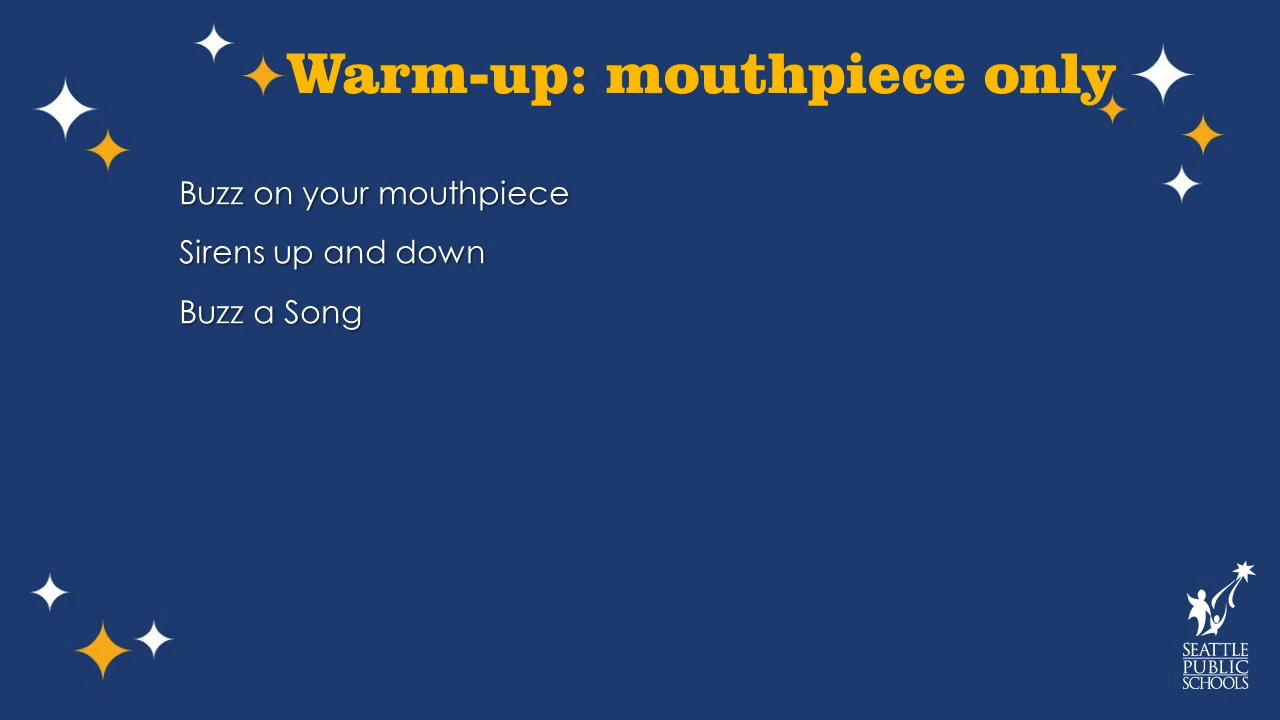 Warm-up: mouthpiece only
Buzz on your mouthpiece
Sirens up and down
Buzz a Song
SEATTLE
PUBLIC
SCHOOLS